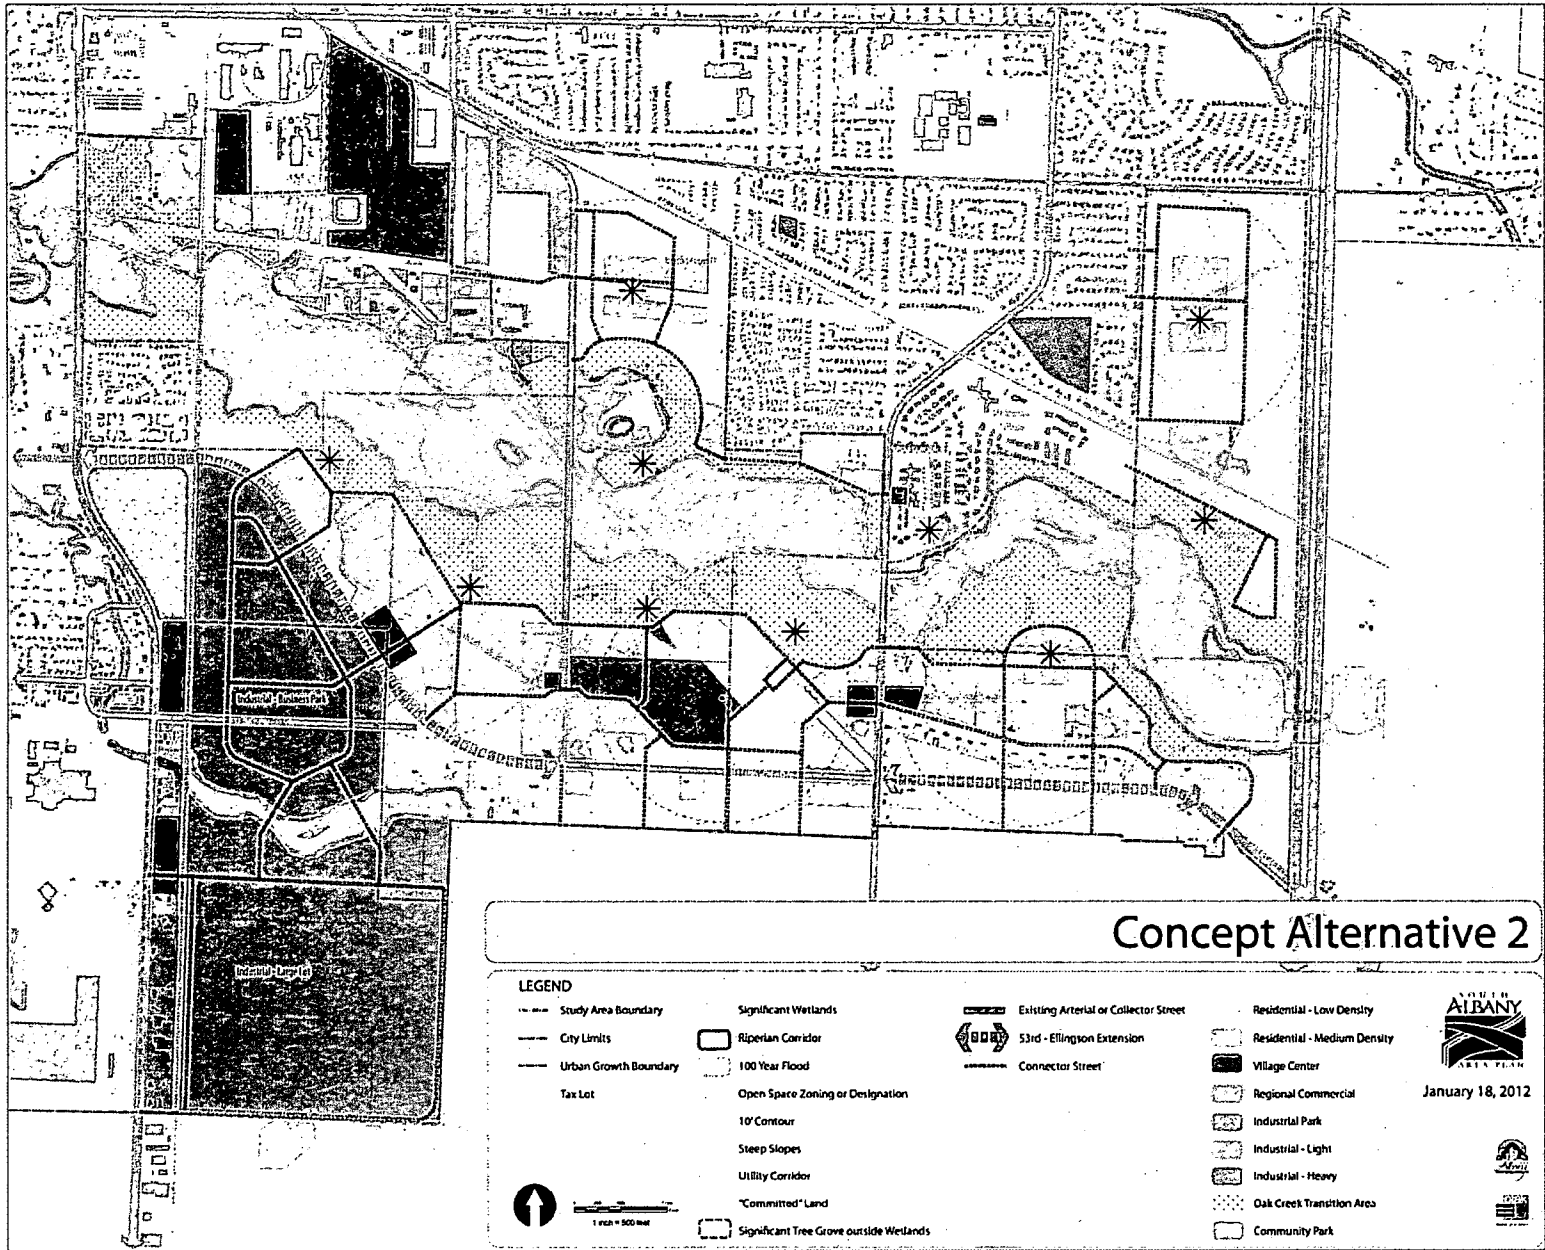 Industrial - Business Park
Industrial - Large Lot
Concept Alternative 2
LEGEND
Study Area Boundary
City Limits
Urban Growth Boundary
Tax Lot
1 inch = 500 feet
Significant Wetlands
Riperian Corridor
100 Year Flood
Open Space Zoning or Designation
10' Contour
Steep Slopes
Utility Corridor
"Committed" Land
Significant Tree Grove outside Wetlands
Existing Arterial or Collector Street
53rd - Ellingson Extension
Connector Street
Residential - Low Density
Residential - Medium Density
Village Center
Regional Commercial
Industrial Park
Industrial - Light
Industrial - Heavy
Oak Creek Transition Area
Community Park
SOUTH
ALBANY
AREA PLAN
January 18, 2012